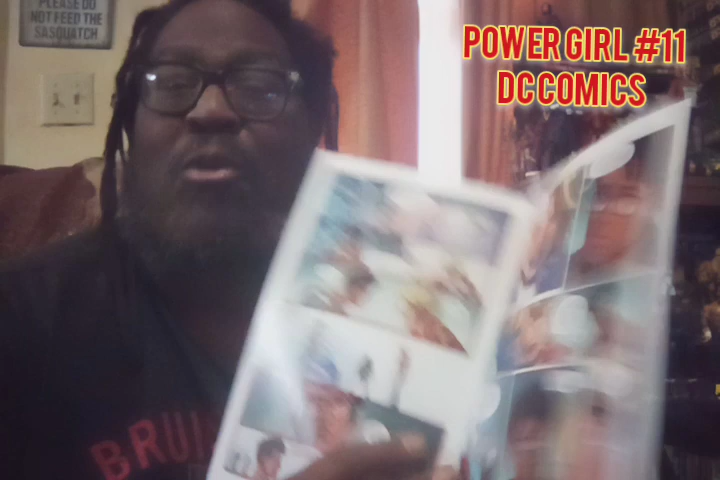 PLEASE DO
NOT FEED THE
SASQUATCH
POWER GIRL #11
DC COMICS
BRUI